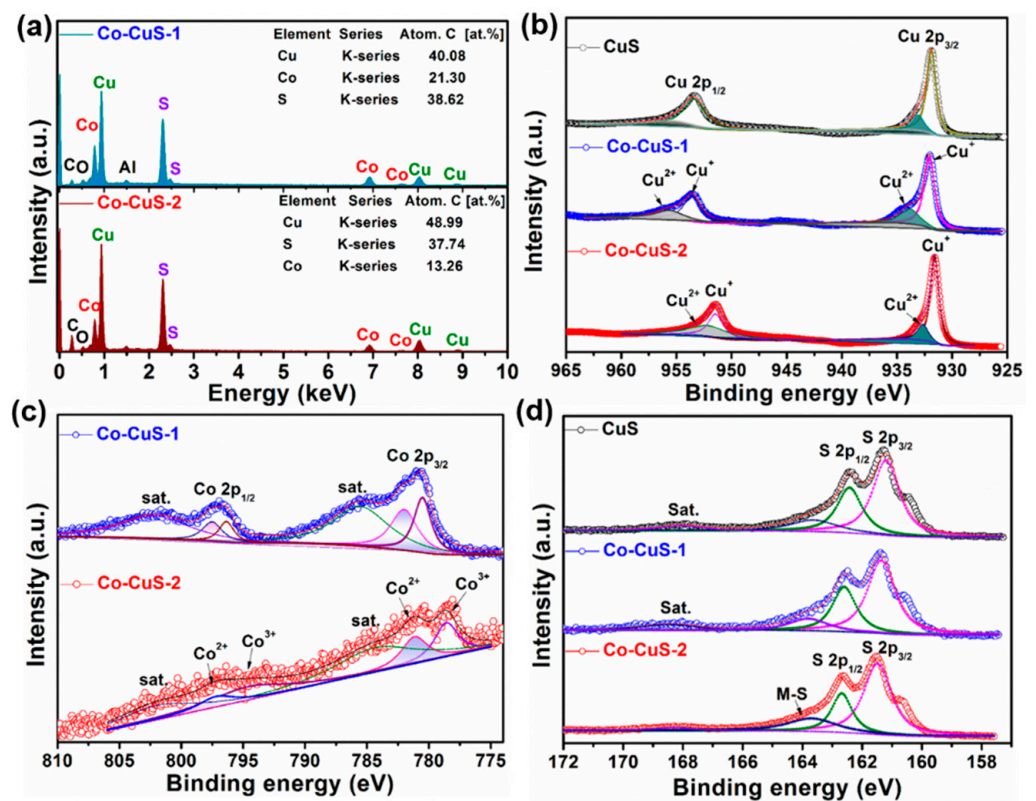 (a)
Co-CuS-1
Element Series Atom. C [at.%]
Cu K-series 40.08
Co K-series 21.30
S K-series 38.62
Cu
Co
S
C O
Al
S
Co
Co
Cu
Cu
Co-CuS-2
Element Series Atom. C [at.%]
Cu K-series 48.99
S K-series 37.74
Co K-series 13.26
Cu
S
Co
C
O
S
Co
Co
Cu
Cu
Intensity (a.u.)
0 1 2 3 4 5 6 7 8 9 10
Energy (keV)
(b)
CuS
Cu 2p3/2
Cu 2p1/2
Co-CuS-1
Cu2+
Cu+
Cu2+
Cu+
Co-CuS-2
Cu2+
Cu+
Cu2+
Cu+
Intensity (a.u.)
965 960 955 950 945 940 935 930 925
Binding energy (eV)
(c)
Co-CuS-1
sat.
Co 2p1/2
sat.
Co 2p3/2
Co-CuS-2
Co2+
Co3+
sat.
Co3+
Co2+
sat.
Intensity (a.u.)
810 805 800 795 790 785 780 775
Binding energy (eV)
(d)
CuS
S 2p3/2
S 2p1/2
Sat.
Co-CuS-1
Sat.
Co-CuS-2
S 2p1/2
S 2p3/2
M-S
Intensity (a.u.)
172 170 168 166 164 162 160 158
Binding energy (eV)